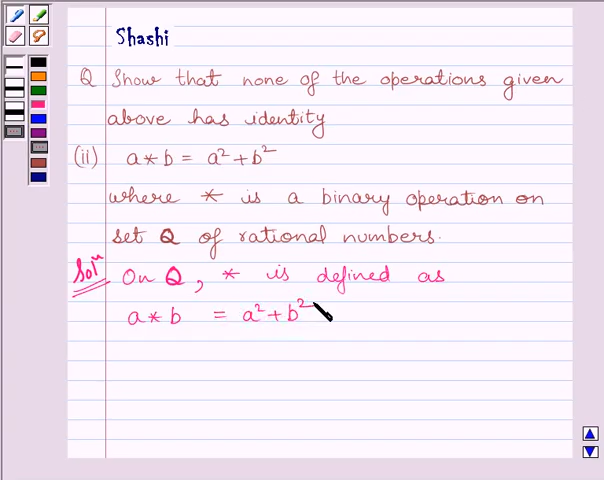 Shashi
Q Show that none of the operations given
above has identity
(ii) a * b = a² + b²
where * is a binary operation on
set Q of rational numbers.
Solⁿ On Q, * is defined as
a * b = a² + b²